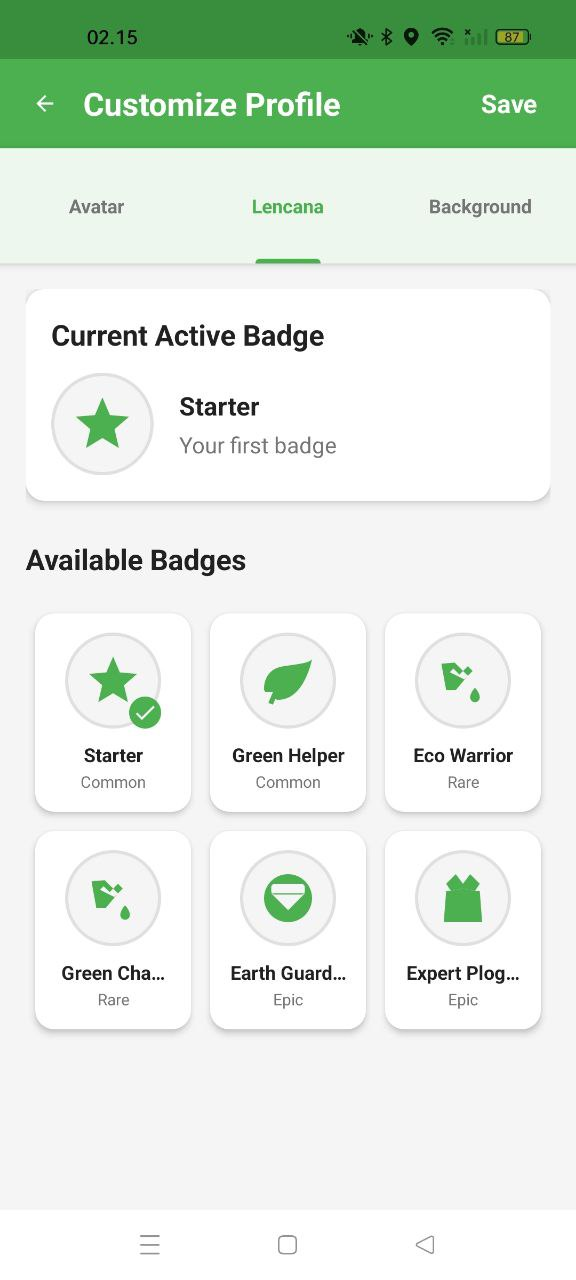 02.15
87
Customize Profile
Save
Avatar
Lencana
Background
Current Active Badge
Starter
Your first badge
Available Badges
Starter
Common
Green Helper
Common
Eco Warrior
Rare
Green Cha...
Rare
Earth Guard...
Epic
Expert Plog...
Epic